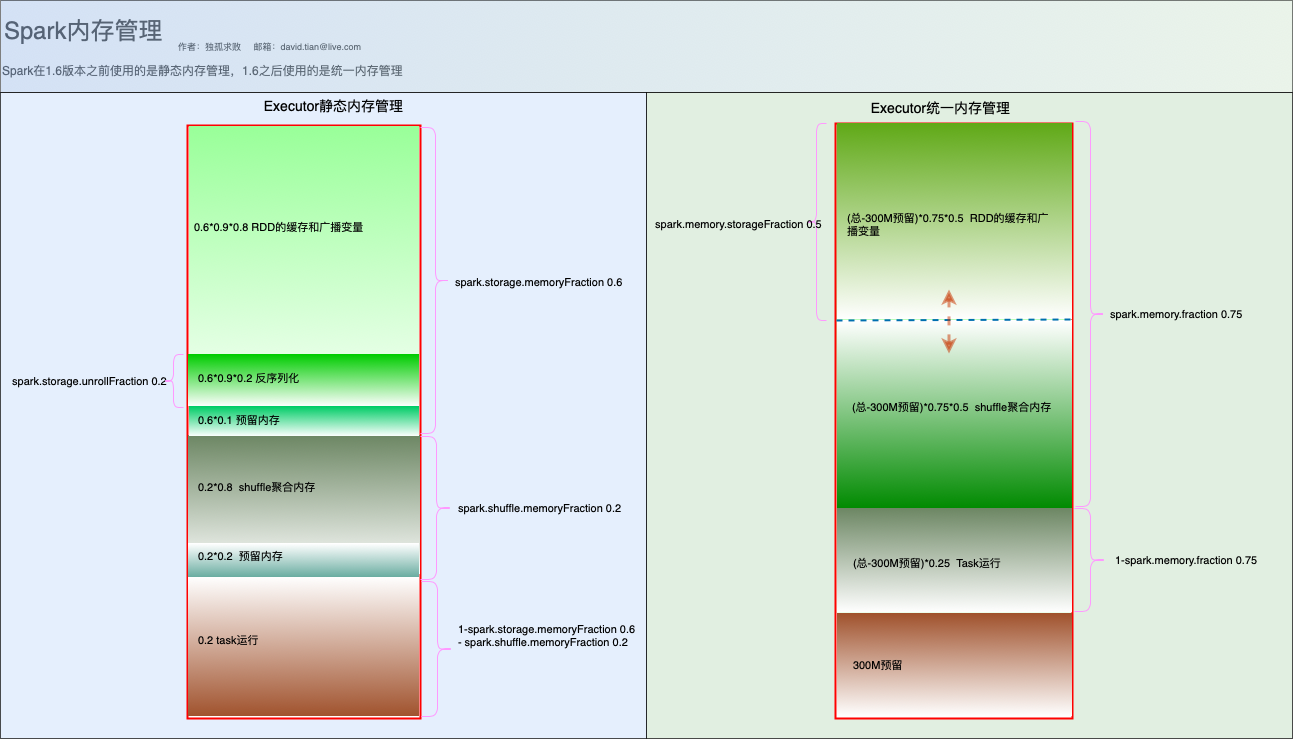 Spark内存管理
作者：独孤求败 邮箱：david.tian@live.com
Spark在1.6版本之前使用的是静态内存管理，1.6之后使用的是统一内存管理
Executor静态内存管理
0.6*0.9*0.8 RDD的缓存和广播变量
spark.storage.memoryFraction 0.6
spark.storage.unrollFraction 0.2
0.6*0.9*0.2 反序列化
0.6*0.1 预留内存
0.2*0.8 shuffle聚合内存
spark.shuffle.memoryFraction 0.2
0.2*0.2 预留内存
0.2 task运行
1-spark.storage.memoryFraction 0.6
- spark.shuffle.memoryFraction 0.2
Executor统一内存管理
spark.memory.storageFraction 0.5
(总-300M预留)*0.75*0.5 RDD的缓存和广
播变量
spark.memory.fraction 0.75
(总-300M预留)*0.75*0.5 shuffle聚合内存
(总-300M预留)*0.25 Task运行
1-spark.memory.fraction 0.75
300M预留